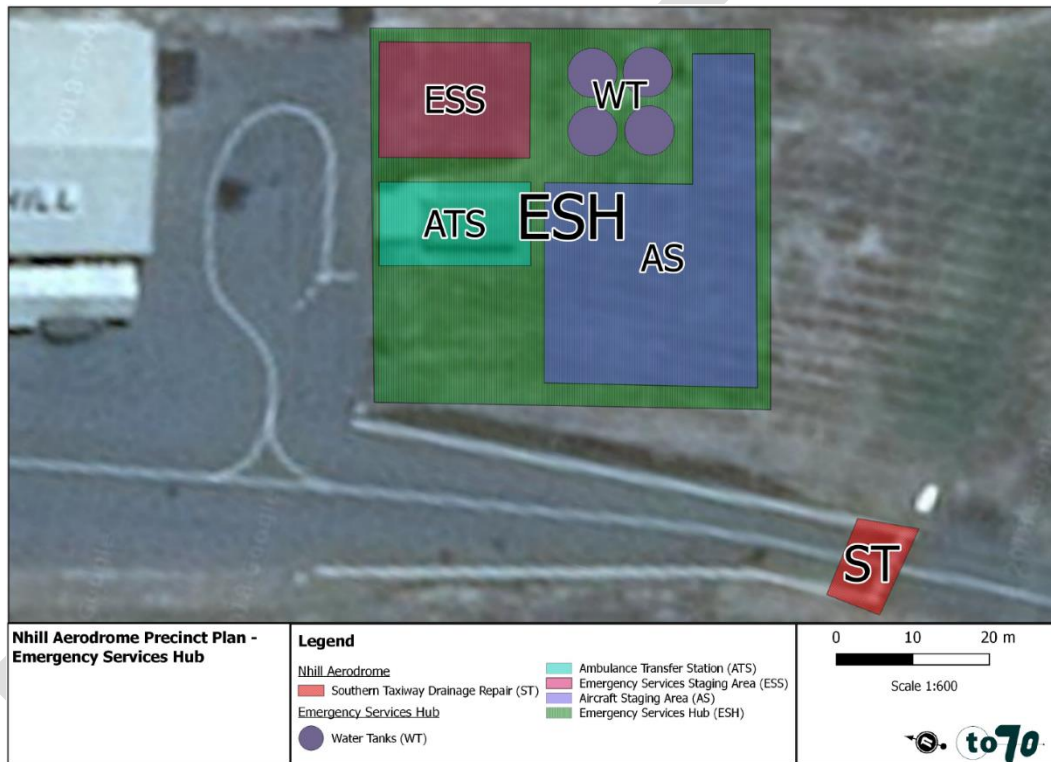 ESS
WT
ATS
ESH
AS
ST
Nhill Aerodrome Precinct Plan -
Emergency Services Hub
Legend
Nhill Aerodrome
Southern Taxiway Drainage Repair (ST)
Emergency Services Hub
Water Tanks (WT)
Ambulance Transfer Station (ATS)
Emergency Services Staging Area (ESS)
Aircraft Staging Area (AS)
Emergency Services Hub (ESH)
0 10 20 m
Scale 1:600
to70